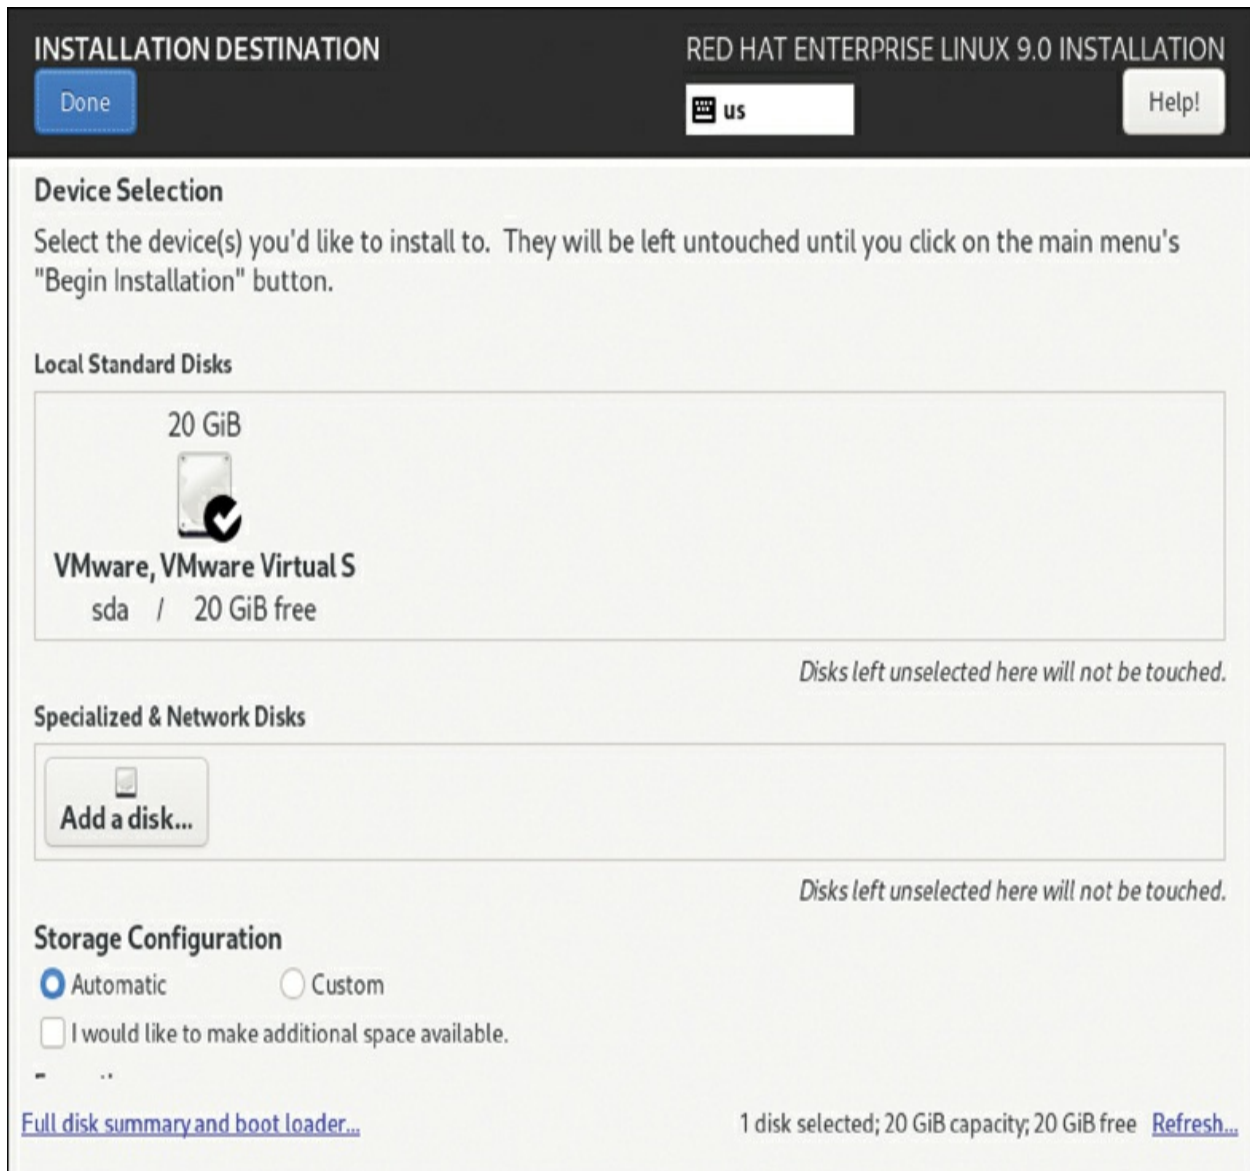 INSTALLATION DESTINATION
RED HAT ENTERPRISE LINUX 9.0 INSTALLATION
Done
us
Help!
Device Selection
Select the device(s) you'd like to install to. They will be left untouched until you click on the main menu's
"Begin Installation" button.
Local Standard Disks
20 GiB
VMware, VMware Virtual S
sda / 20 GiB free
Disks left unselected here will not be touched.
Specialized & Network Disks
Add a disk...
Disks left unselected here will not be touched.
Storage Configuration
Automatic Custom
I would like to make additional space available.
Full disk summary and boot loader...
1 disk selected; 20 GiB capacity; 20 GiB free Refresh...